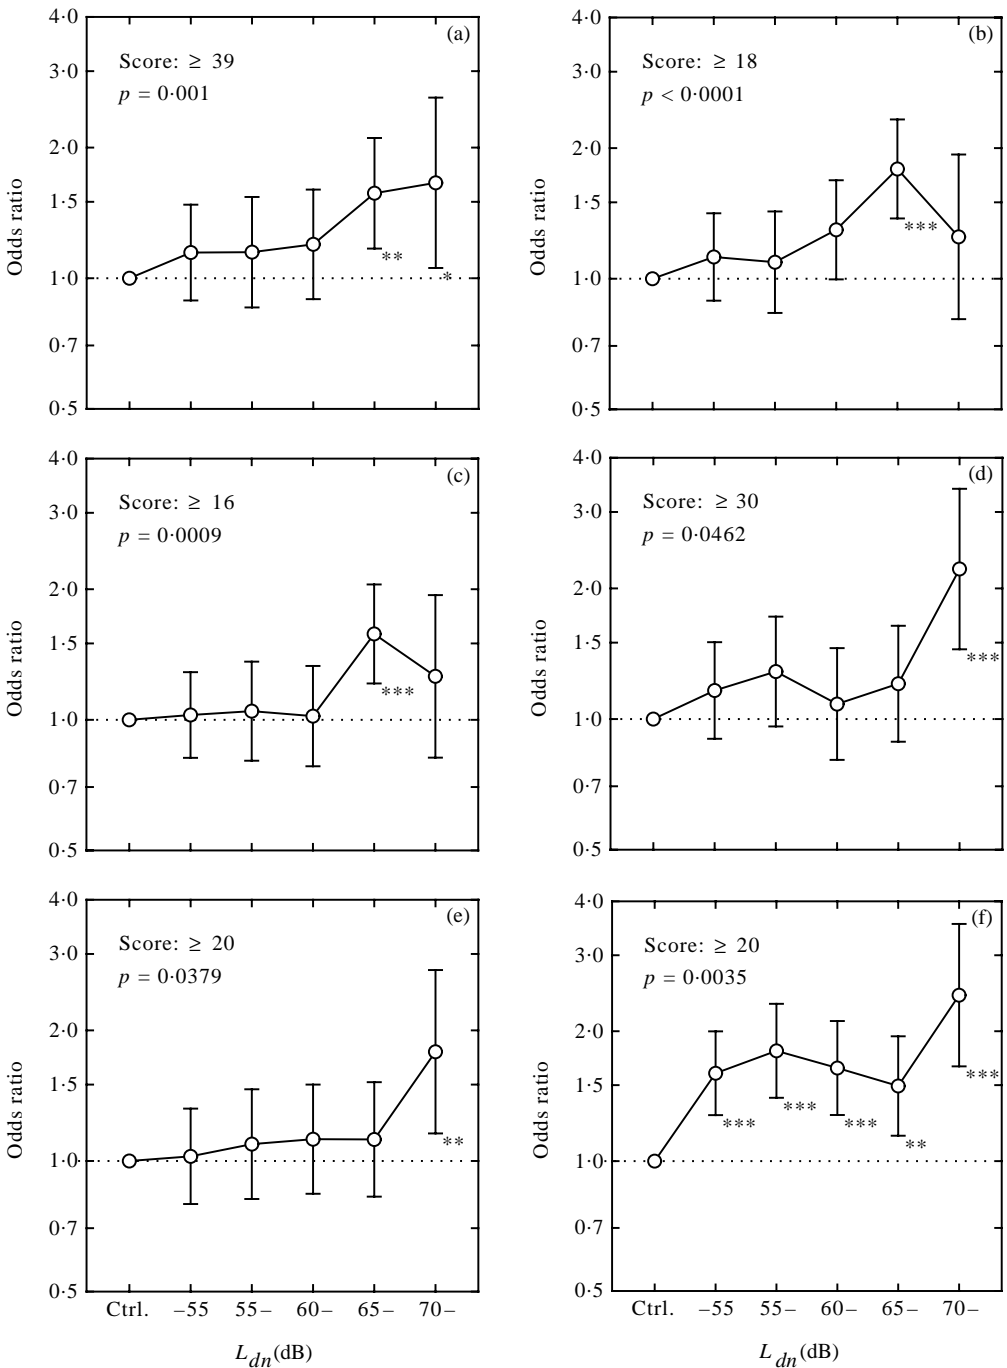 (a)
Score: ≥ 39
p = 0·001
4·0
3·0
2·0
1·5
1·0
0·7
0·5
Odds ratio
**
*
(b)
Score: ≥ 18
p < 0·0001
4·0
3·0
2·0
1·5
1·0
0·7
0·5
Odds ratio
***
(c)
Score: ≥ 16
p = 0·0009
4·0
3·0
2·0
1·5
1·0
0·7
0·5
Odds ratio
***
(d)
Score: ≥ 30
p = 0·0462
4·0
3·0
2·0
1·5
1·0
0·7
0·5
Odds ratio
***
(e)
Score: ≥ 20
p = 0·0379
4·0
3·0
2·0
1·5
1·0
0·7
0·5
Odds ratio
**
Ctrl. –55 55– 60– 65– 70–
Ldn(dB)
(f)
Score: ≥ 20
p = 0·0035
4·0
3·0
2·0
1·5
1·0
0·7
0·5
Odds ratio
*** *** *** ** ***
Ctrl. –55 55– 60– 65– 70–
Ldn(dB)